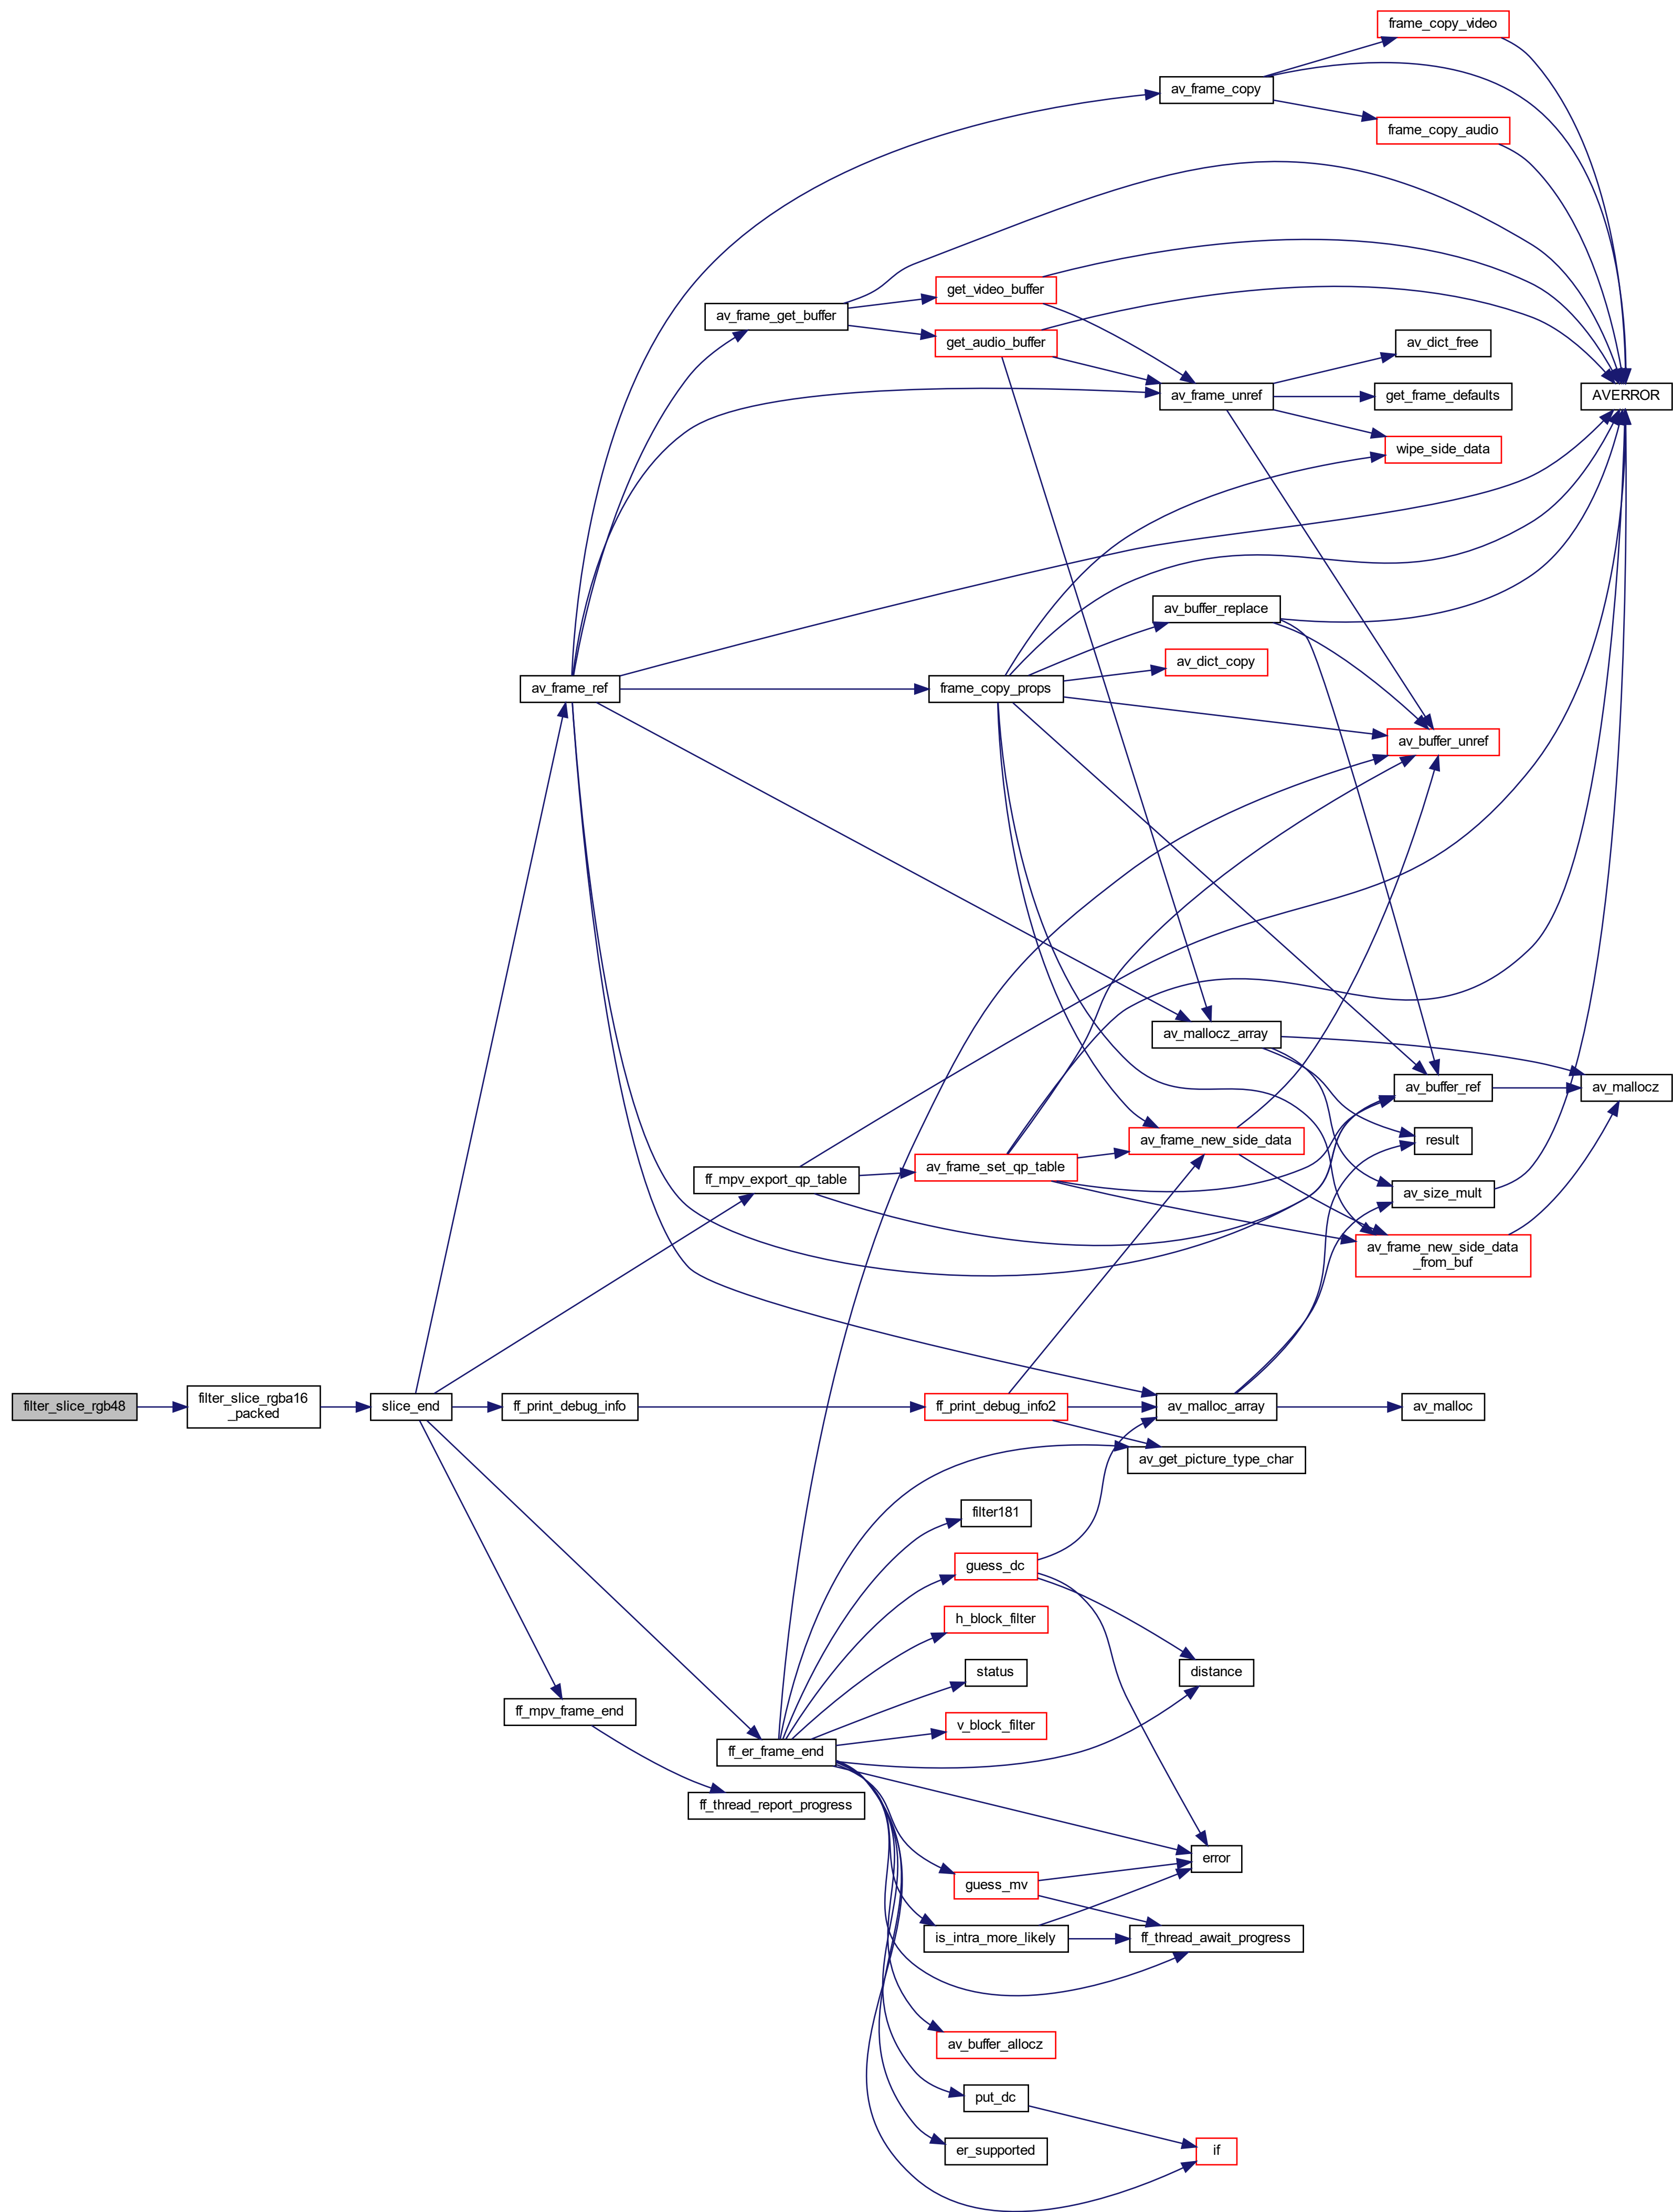 frame_copy_video
av_frame_copy
frame_copy_audio
get_video_buffer
av_frame_get_buffer
get_audio_buffer
av_dict_free
av_frame_unref
get_frame_defaults
AVERROR
wipe_side_data
av_buffer_replace
av_dict_copy
av_frame_ref
frame_copy_props
av_buffer_unref
av_mallocz_array
av_buffer_ref
av_mallocz
result
av_frame_new_side_data
av_frame_set_qp_table
ff_mpv_export_qp_table
av_size_mult
av_frame_new_side_data
_from_buf
filter_slice_rgb48
filter_slice_rgba16
_packed
slice_end
ff_print_debug_info
ff_print_debug_info2
av_malloc_array
av_malloc
av_get_picture_type_char
filter181
guess_dc
h_block_filter
status
distance
ff_mpv_frame_end
v_block_filter
ff_er_frame_end
ff_thread_report_progress
error
guess_mv
is_intra_more_likely
ff_thread_await_progress
av_buffer_allocz
put_dc
er_supported
if